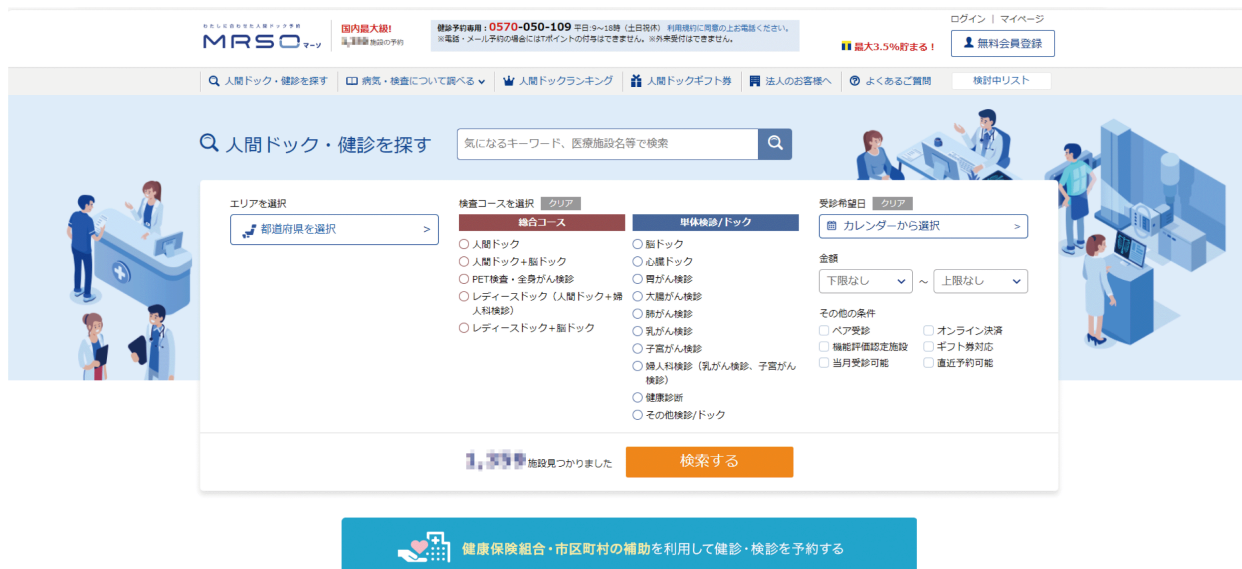 わたしに合わせた人間ドック予約
MRSO マーソ
国内最大級!
施設の予約
健診予約専用:0570-050-109 平日:9~18時 (土日祝休) 利用規約に同意の上お電話ください。
※電話・メール予約の場合にはTポイントの付与はできません。※外来受付はできません。
最大3.5%貯まる!
ログイン | マイページ
無料会員登録
人間ドック・健診を探す
病気・検査について調べる
人間ドックランキング
人間ドックギフト券
法人のお客様へ
よくあるご質問
検討中リスト
人間ドック・健診を探す
気になるキーワード、医療施設名等で検索
エリアを選択
都道府県を選択 >
検査コースを選択 クリア
総合コース
人間ドック
人間ドック+脳ドック
PET検査・全身がん検診
レディースドック(人間ドック+婦
人科検診)
レディースドック+脳ドック
単体検診/ドック
脳ドック
心臓ドック
胃がん検診
大腸がん検診
肺がん検診
乳がん検診
子宮がん検診
婦人科検診(乳がん検診、子宮がん
検診)
健康診断
その他検診/ドック
受診希望日 クリア
カレンダーから選択 >
金額
下限なし ~ 上限なし
その他の条件
ペア受診 オンライン決済
機能評価認定施設 ギフト券対応
当月受診可能 直近予約可能
施設見つかりました
検索する
健康保険組合・市区町村の補助を利用して健診・検診を予約する